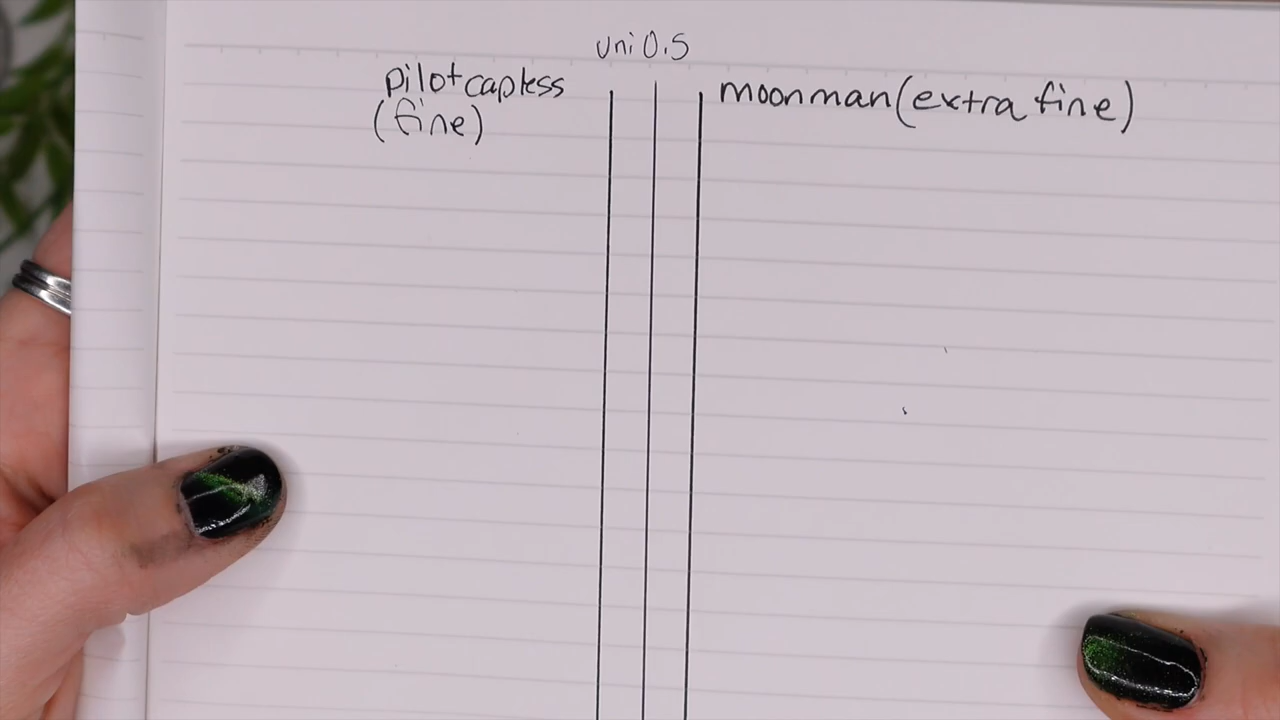 uni 0.5
pilot capless
(fine)
moonman (extra fine)